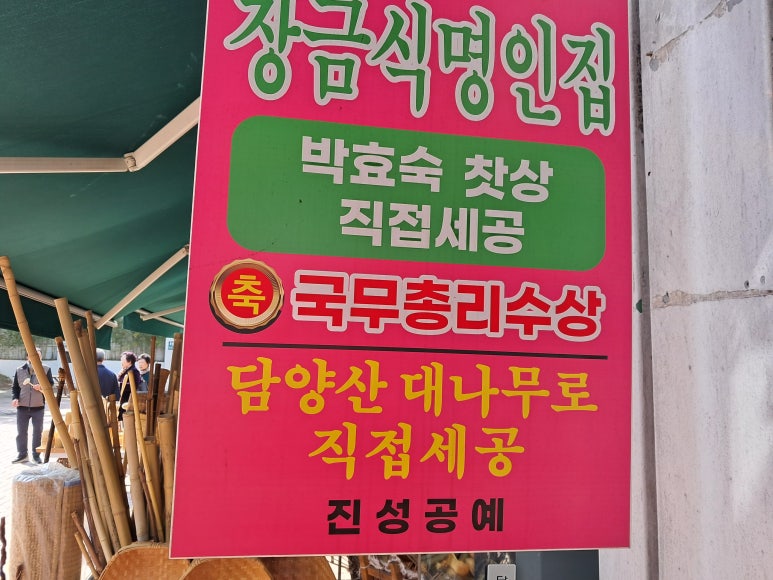 장금식명인집
박효숙 찻상
직접세공
축 국무총리수상
담양산 대나무로
직접세공
진성공예